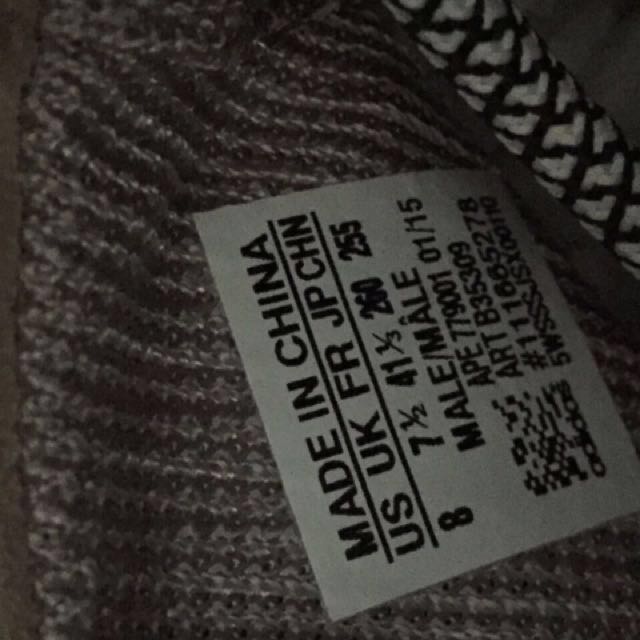 MADE IN CHINA
US UK FR JP CHN
8 7½ 41⅓ 260 255
MALE/MÂLE
APE 779001 01/15
ART B35309